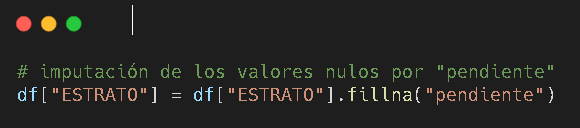 # imputación de los valores nulos por "pendiente"
df["ESTRATO"] = df["ESTRATO"].fillna("pendiente")